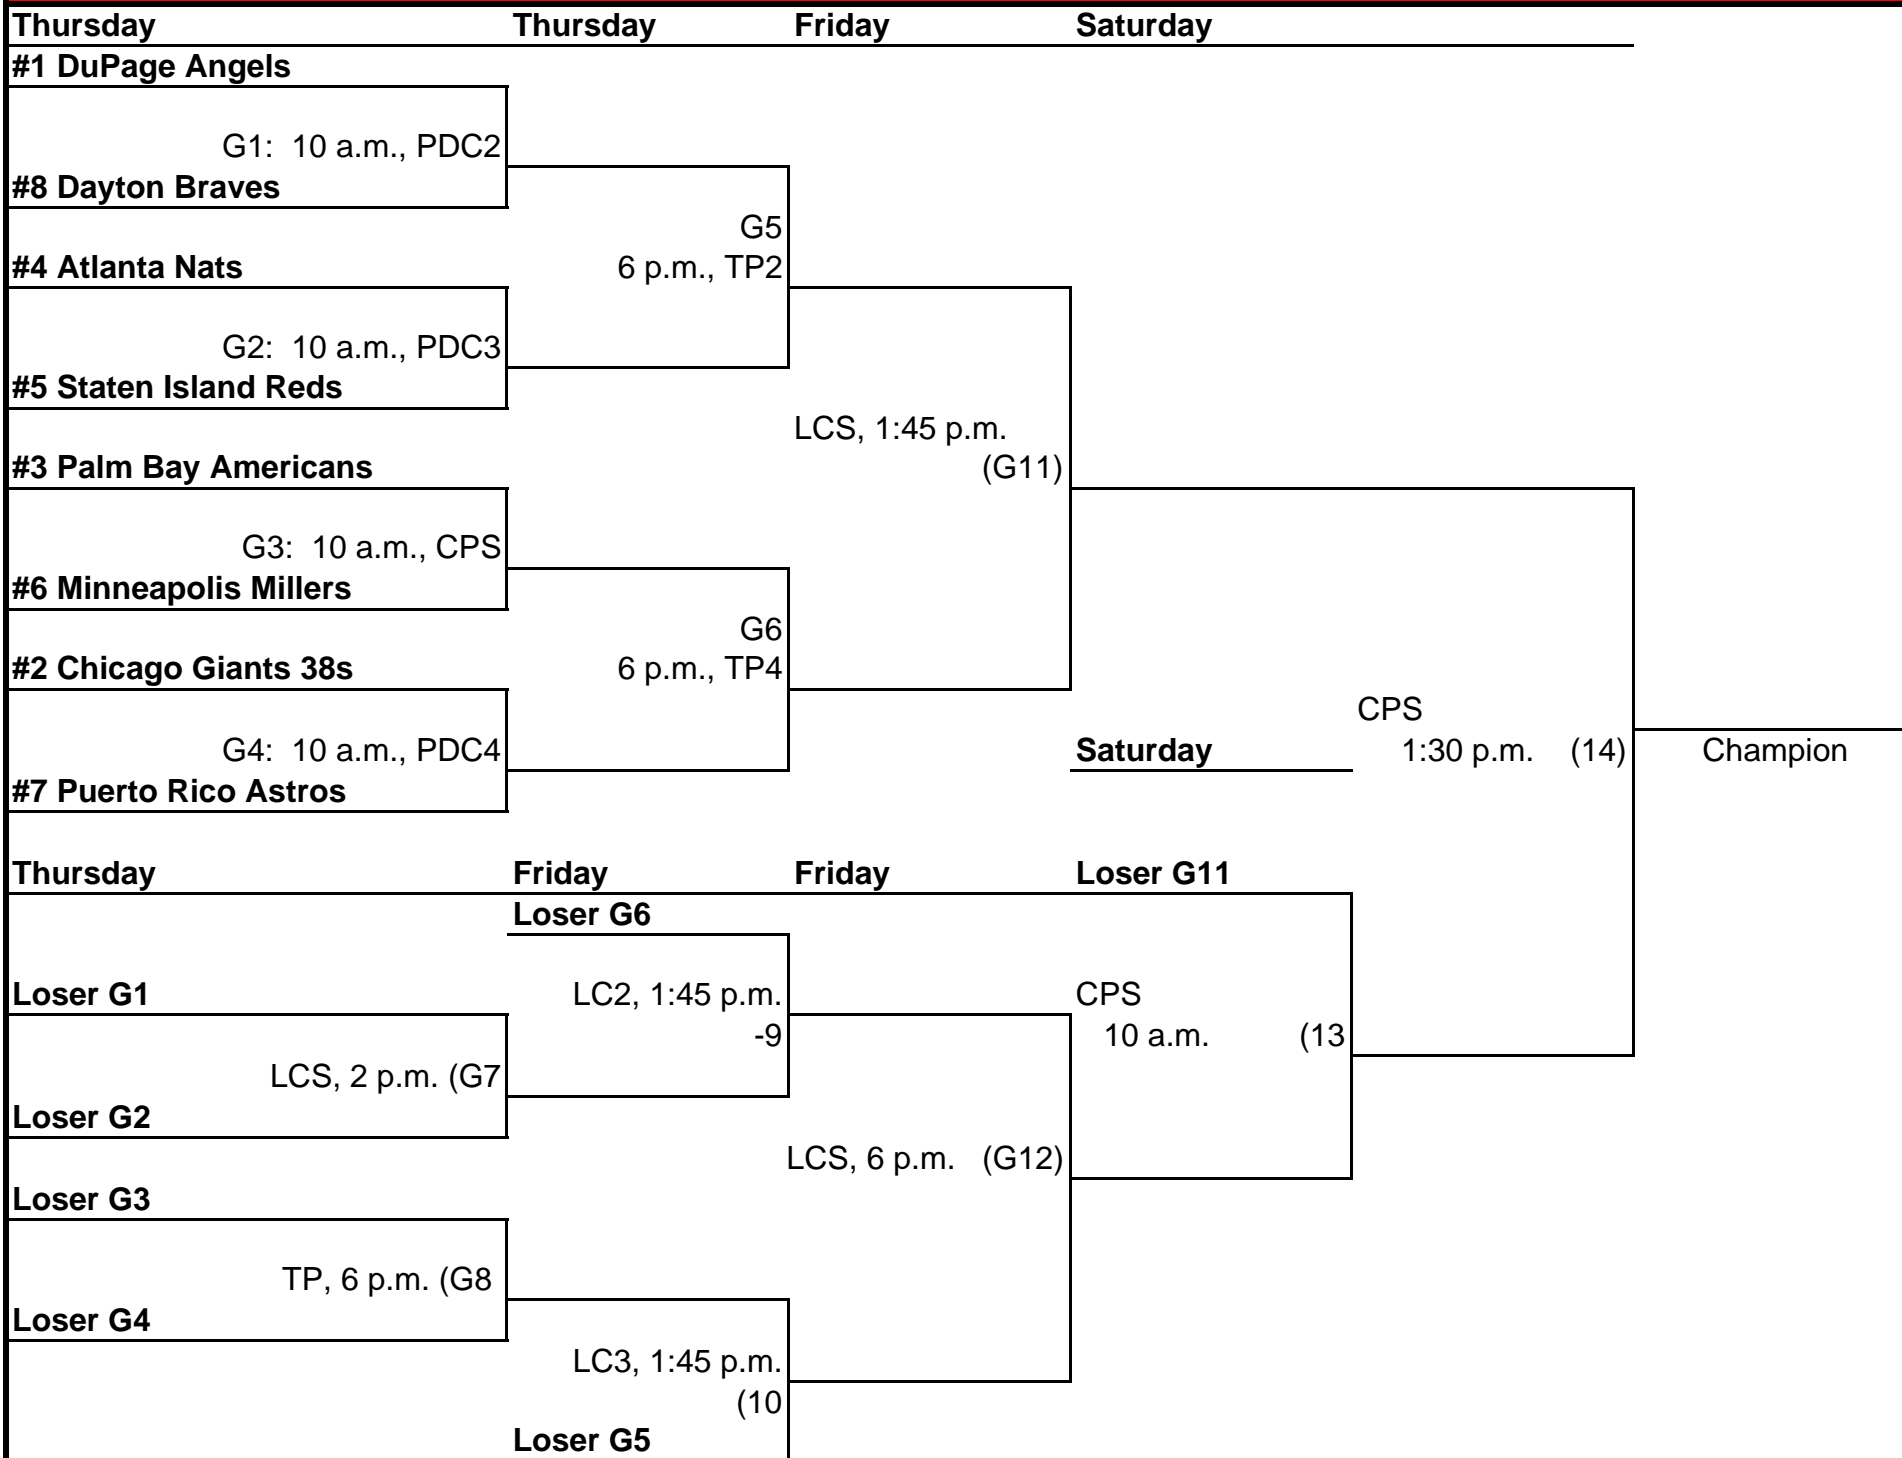 Thursday Thursday Friday Saturday
#1 DuPage Angels
G1: 10 a.m., PDC2
#8 Dayton Braves
G5
#4 Atlanta Nats 6 p.m., TP2
G2: 10 a.m., PDC3
#5 Staten Island Reds
LCS, 1:45 p.m.
#3 Palm Bay Americans (G11)
G3: 10 a.m., CPS
#6 Minneapolis Millers
G6
#2 Chicago Giants 38s 6 p.m., TP4
CPS
G4: 10 a.m., PDC4 Saturday 1:30 p.m. (14) Champion
#7 Puerto Rico Astros
Thursday Friday Friday Loser G11
Loser G6
Loser G1 LC2, 1:45 p.m. CPS
-9 10 a.m. (13
LCS, 2 p.m. (G7
Loser G2
LCS, 6 p.m. (G12)
Loser G3
TP, 6 p.m. (G8
Loser G4
LC3, 1:45 p.m.
(10
Loser G5